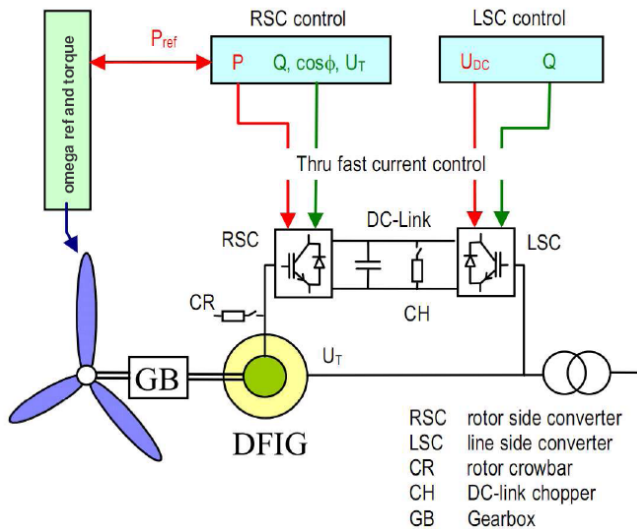 RSC control
LSC control
Pref
P Q, cosϕ, UT
UDC Q
omega ref and torque
Thru fast current control
DC-Link
RSC
LSC
CR
CH
UT
GB
DFIG
RSC rotor side converter
LSC line side converter
CR rotor crowbar
CH DC-link chopper
GB Gearbox